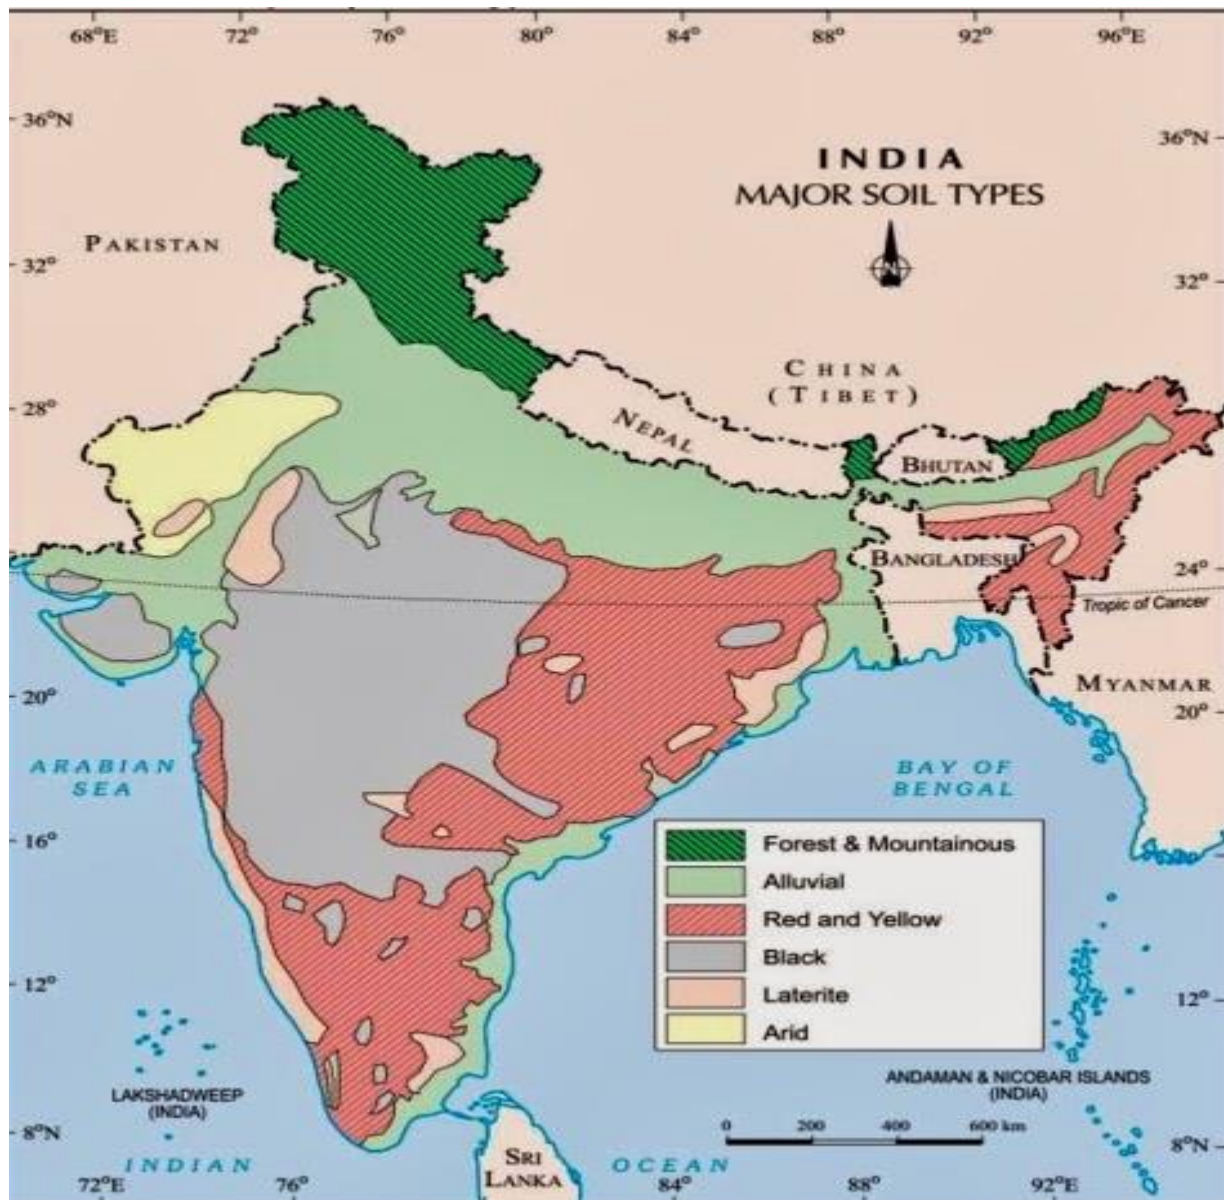 68°E 72° 76° 80° 84° 88° 92° 96°E
36°N
36°N
INDIA
MAJOR SOIL TYPES
PAKISTAN
N
32°
32°
CHINA
(TIBET)
28°
28°
NEPAL
BHUTAN
BANGLADESH
24°
24°
Tropic of Cancer
MYANMAR
20°
20°
ARABIAN
SEA
BAY OF
BENGAL
16°
16°
Forest & Mountainous
Alluvial
Red and Yellow
Black
Laterite
Arid
12°
12°
LAKSHADWEEP
(INDIA)
ANDAMAN & NICOBAR ISLANDS
(INDIA)
0 200 400 600 km
8°N
8°N
SRI
LANKA
INDIAN OCEAN
72°E 76° 84° 88° 92°E